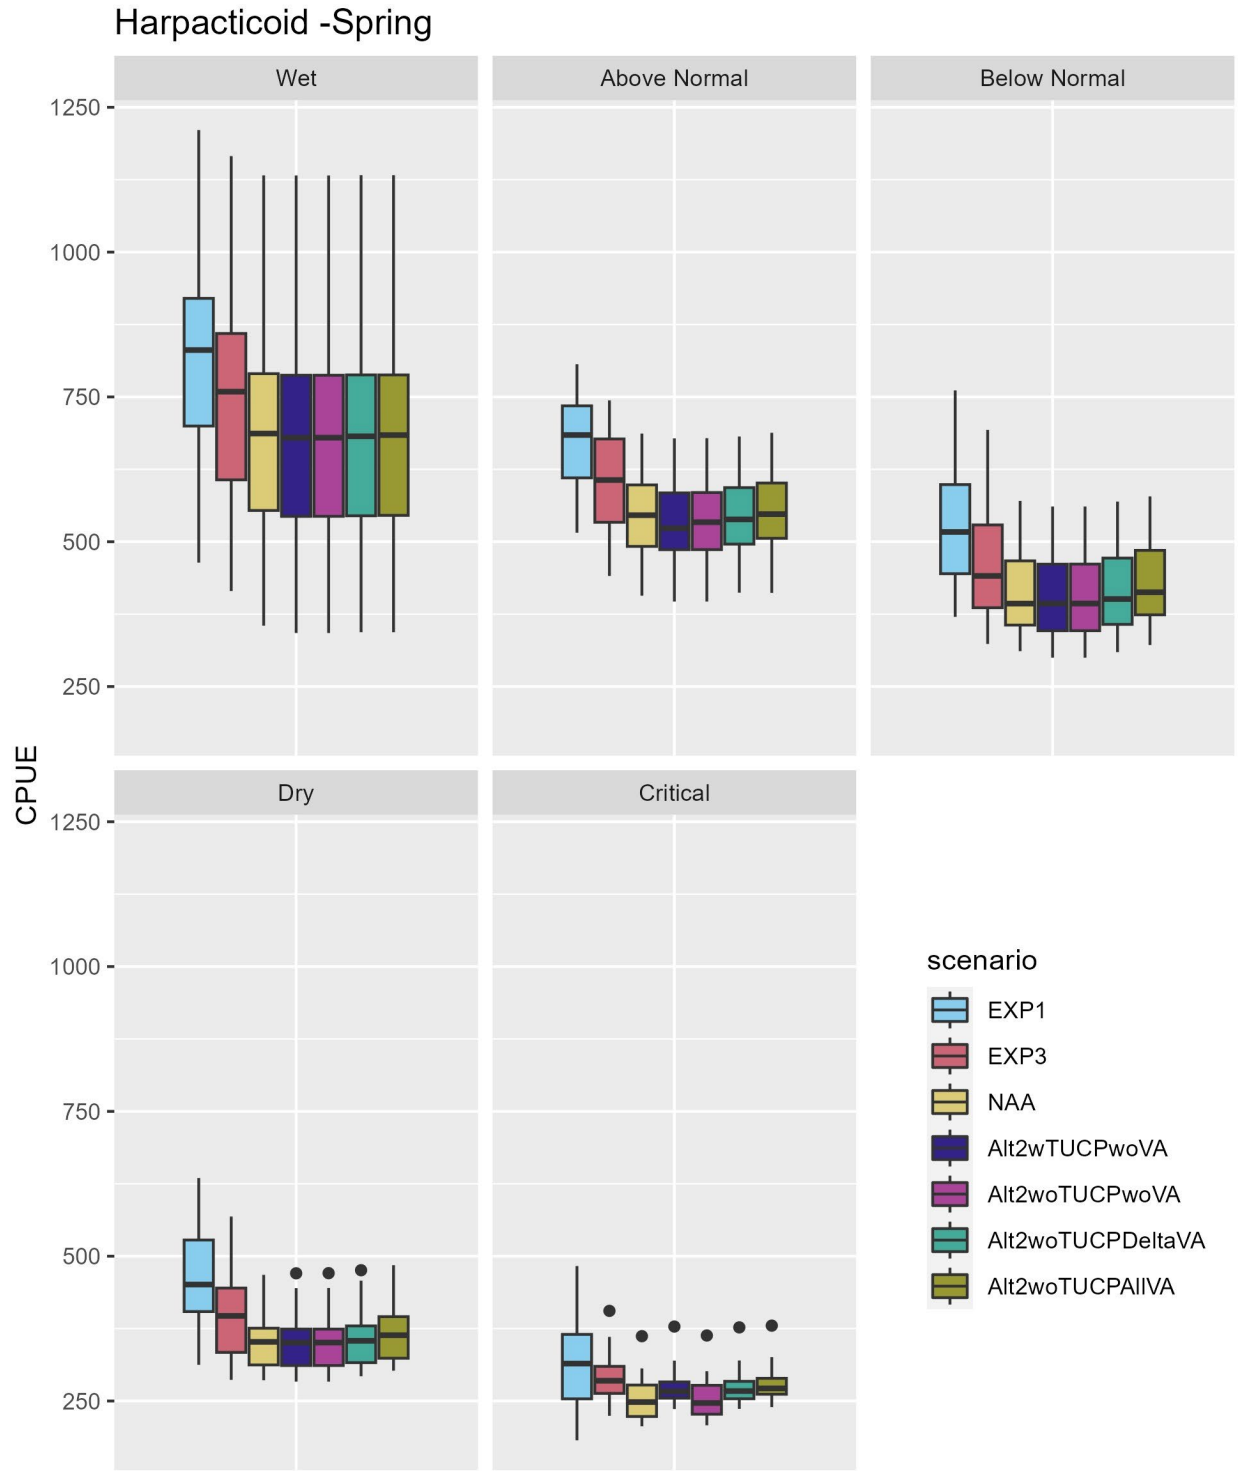 Harpacticoid -Spring
Wet
Above Normal
Below Normal
1250
1000
750
500
250
CPUE
Dry
Critical
1250
1000
750
500
250
scenario
EXP1
EXP3
NAA
Alt2wTUCPwoVA
Alt2woTUCPwoVA
Alt2woTUCPDeltaVA
Alt2woTUCPAllVA